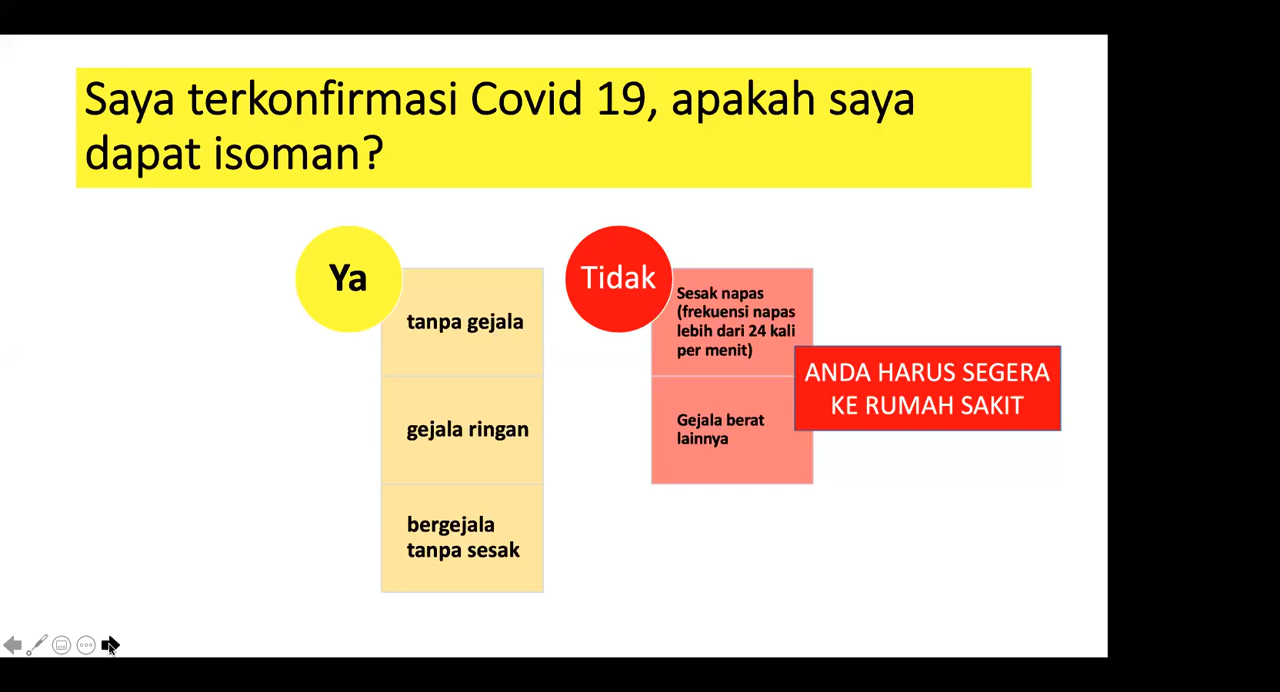 Saya terkonfirmasi Covid 19, apakah saya
dapat isoman?
Ya
tanpa gejala
gejala ringan
bergejala
tanpa sesak
Tidak
Sesak napas
(frekuensi napas
lebih dari 24 kali
per menit)
Gejala berat
lainnya
ANDA HARUS SEGERA
KE RUMAH SAKIT